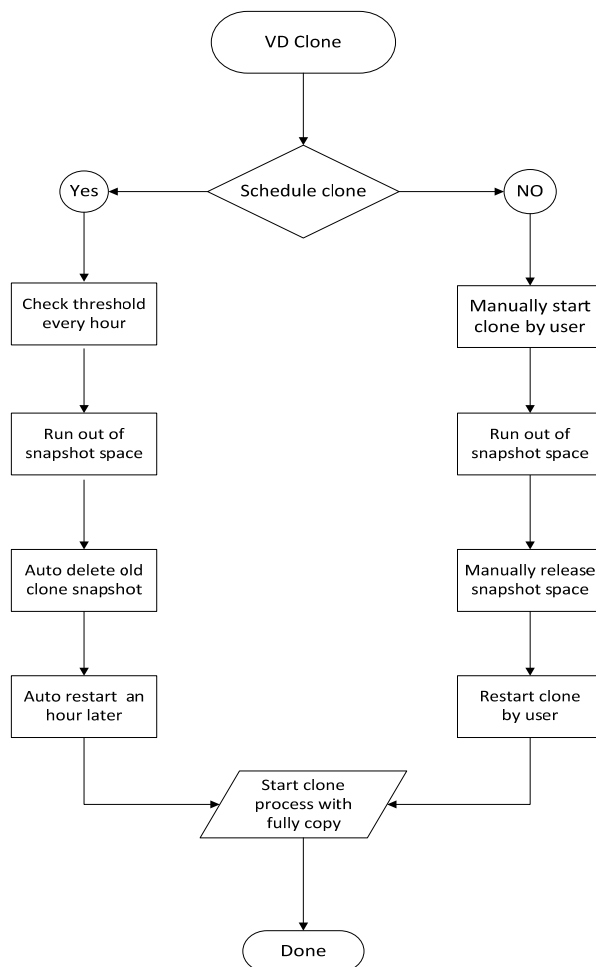 VD Clone
Schedule clone
Yes
NO
Check threshold
every hour
Manually start
clone by user
Run out of
snapshot space
Run out of
snapshot space
Auto delete old
clone snapshot
Manually release
snapshot space
Auto restart an
hour later
Restart clone
by user
Start clone
process with
fully copy
Done